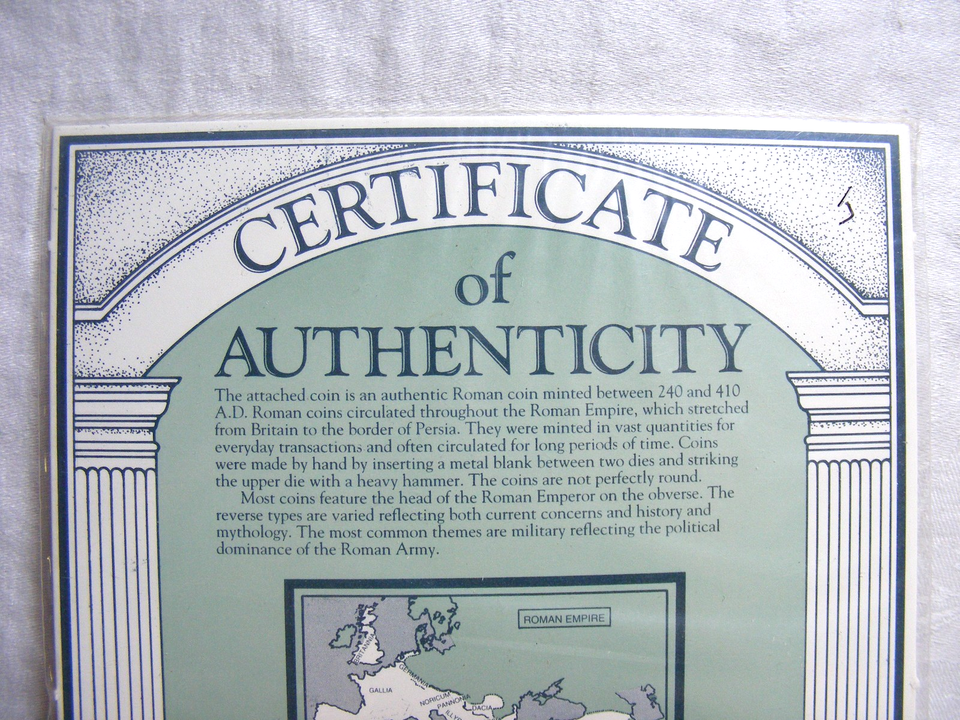 CERTIFICATE
of
AUTHENTICITY
The attached coin is an authentic Roman coin minted between 240 and 410
A.D. Roman coins circulated throughout the Roman Empire, which stretched
from Britain to the border of Persia. They were minted in vast quantities for
everyday transactions and often circulated for long periods of time. Coins
were made by hand by inserting a metal blank between two dies and striking
the upper die with a heavy hammer. The coins are not perfectly round.
Most coins feature the head of the Roman Emperor on the obverse. The
reverse types are varied reflecting both current concerns and history and
mythology. The most common themes are military reflecting the political
dominance of the Roman Army.
ROMAN EMPIRE
BRITANNIA
GERMANIA
GALLIA
NORICUM
PANNONIA
DACIA